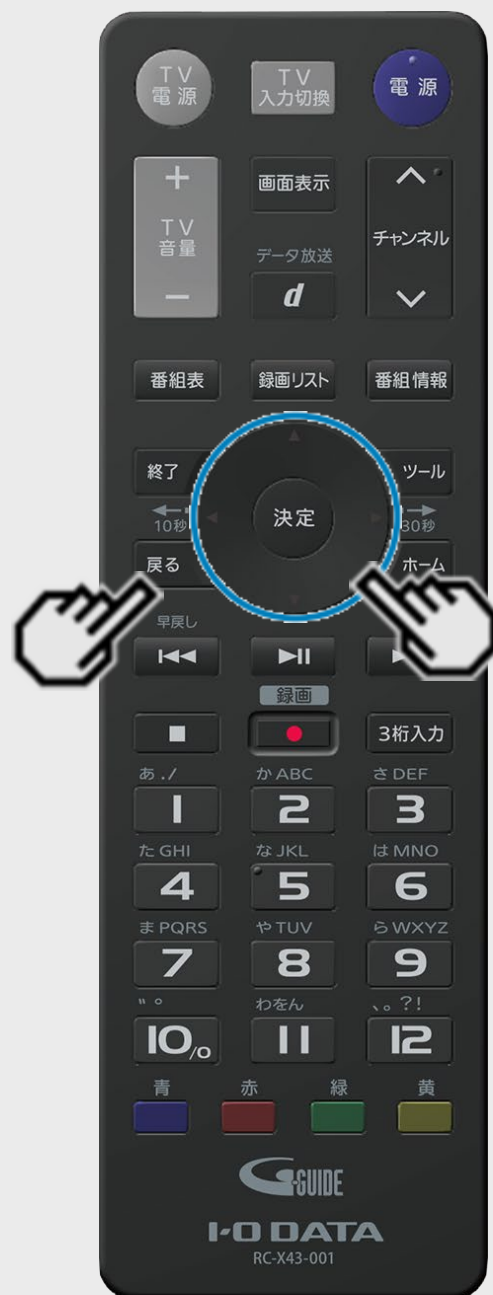 TV
電源
TV
入力切換
電源
+
TV
音量
−
画面表示
データ放送
d
チャンネル
番組表
録画リスト
番組情報
終了
ツール
10秒
決定
30秒
戻る
ホーム
早戻し
録画
3桁入力
あ./
かABC
さDEF
1
2
3
たGHI
なJKL
はMNO
4
5
6
まPQRS
やTUV
らWXYZ
7
8
9
"°
わをん
、。?!
10/0
11
12
青
赤
緑
黄
G-GUIDE
I-O DATA
RC-X43-001